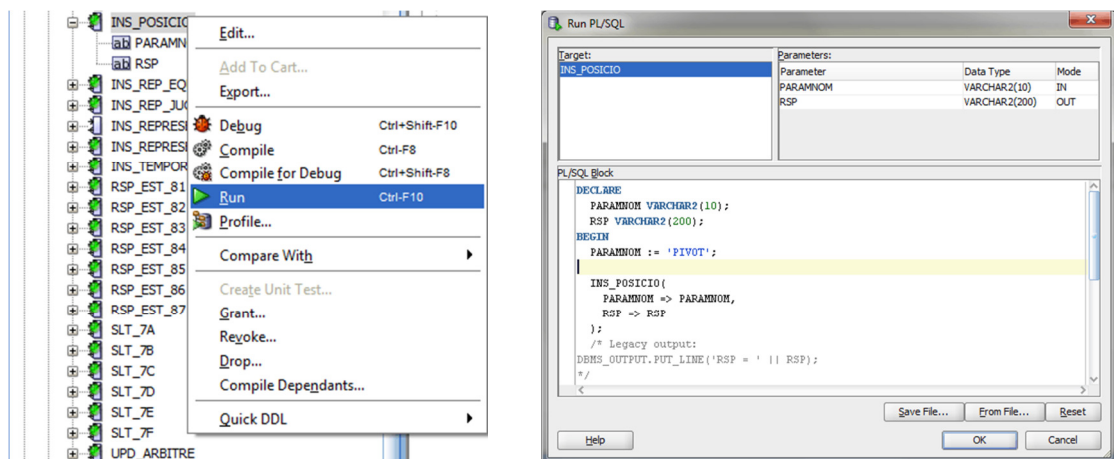 INS_POSICIO
PARAMN
RSP
INS_REP_EQ
INS_REP_JUG
INS_REPRESE
INS_REPRESE
INS_TEMPOR
RSP_EST_81
RSP_EST_82
RSP_EST_83
RSP_EST_84
RSP_EST_85
RSP_EST_86
RSP_EST_87
SLT_7A
SLT_7B
SLT_7C
SLT_7D
SLT_7E
SLT_7F
UPD_ARBITRE
Edit...
Add To Cart...
Export...
Debug Ctrl+Shift-F10
Compile Ctrl-F8
Compile for Debug Ctrl+Shift-F8
Run Ctrl-F10
Profile...
Compare With
Create Unit Test...
Grant...
Revoke...
Drop...
Compile Dependants...
Quick DDL
Run PL/SQL
Target:
INS_POSICIO
Parameters:
Parameter Data Type Mode
PARAMNOM VARCHAR2(10) IN
RSP VARCHAR2(200) OUT
PL/SQL Block
DECLARE
PARAMNOM VARCHAR2(10);
RSP VARCHAR2(200);
BEGIN
PARAMNOM := 'PIVOT';
INS_POSICIO(
PARAMNOM => PARAMNOM,
RSP => RSP
);
/* Legacy output:
DBMS_OUTPUT.PUT_LINE('RSP = ' || RSP);
*/
Save File... From File... Reset
Help OK Cancel